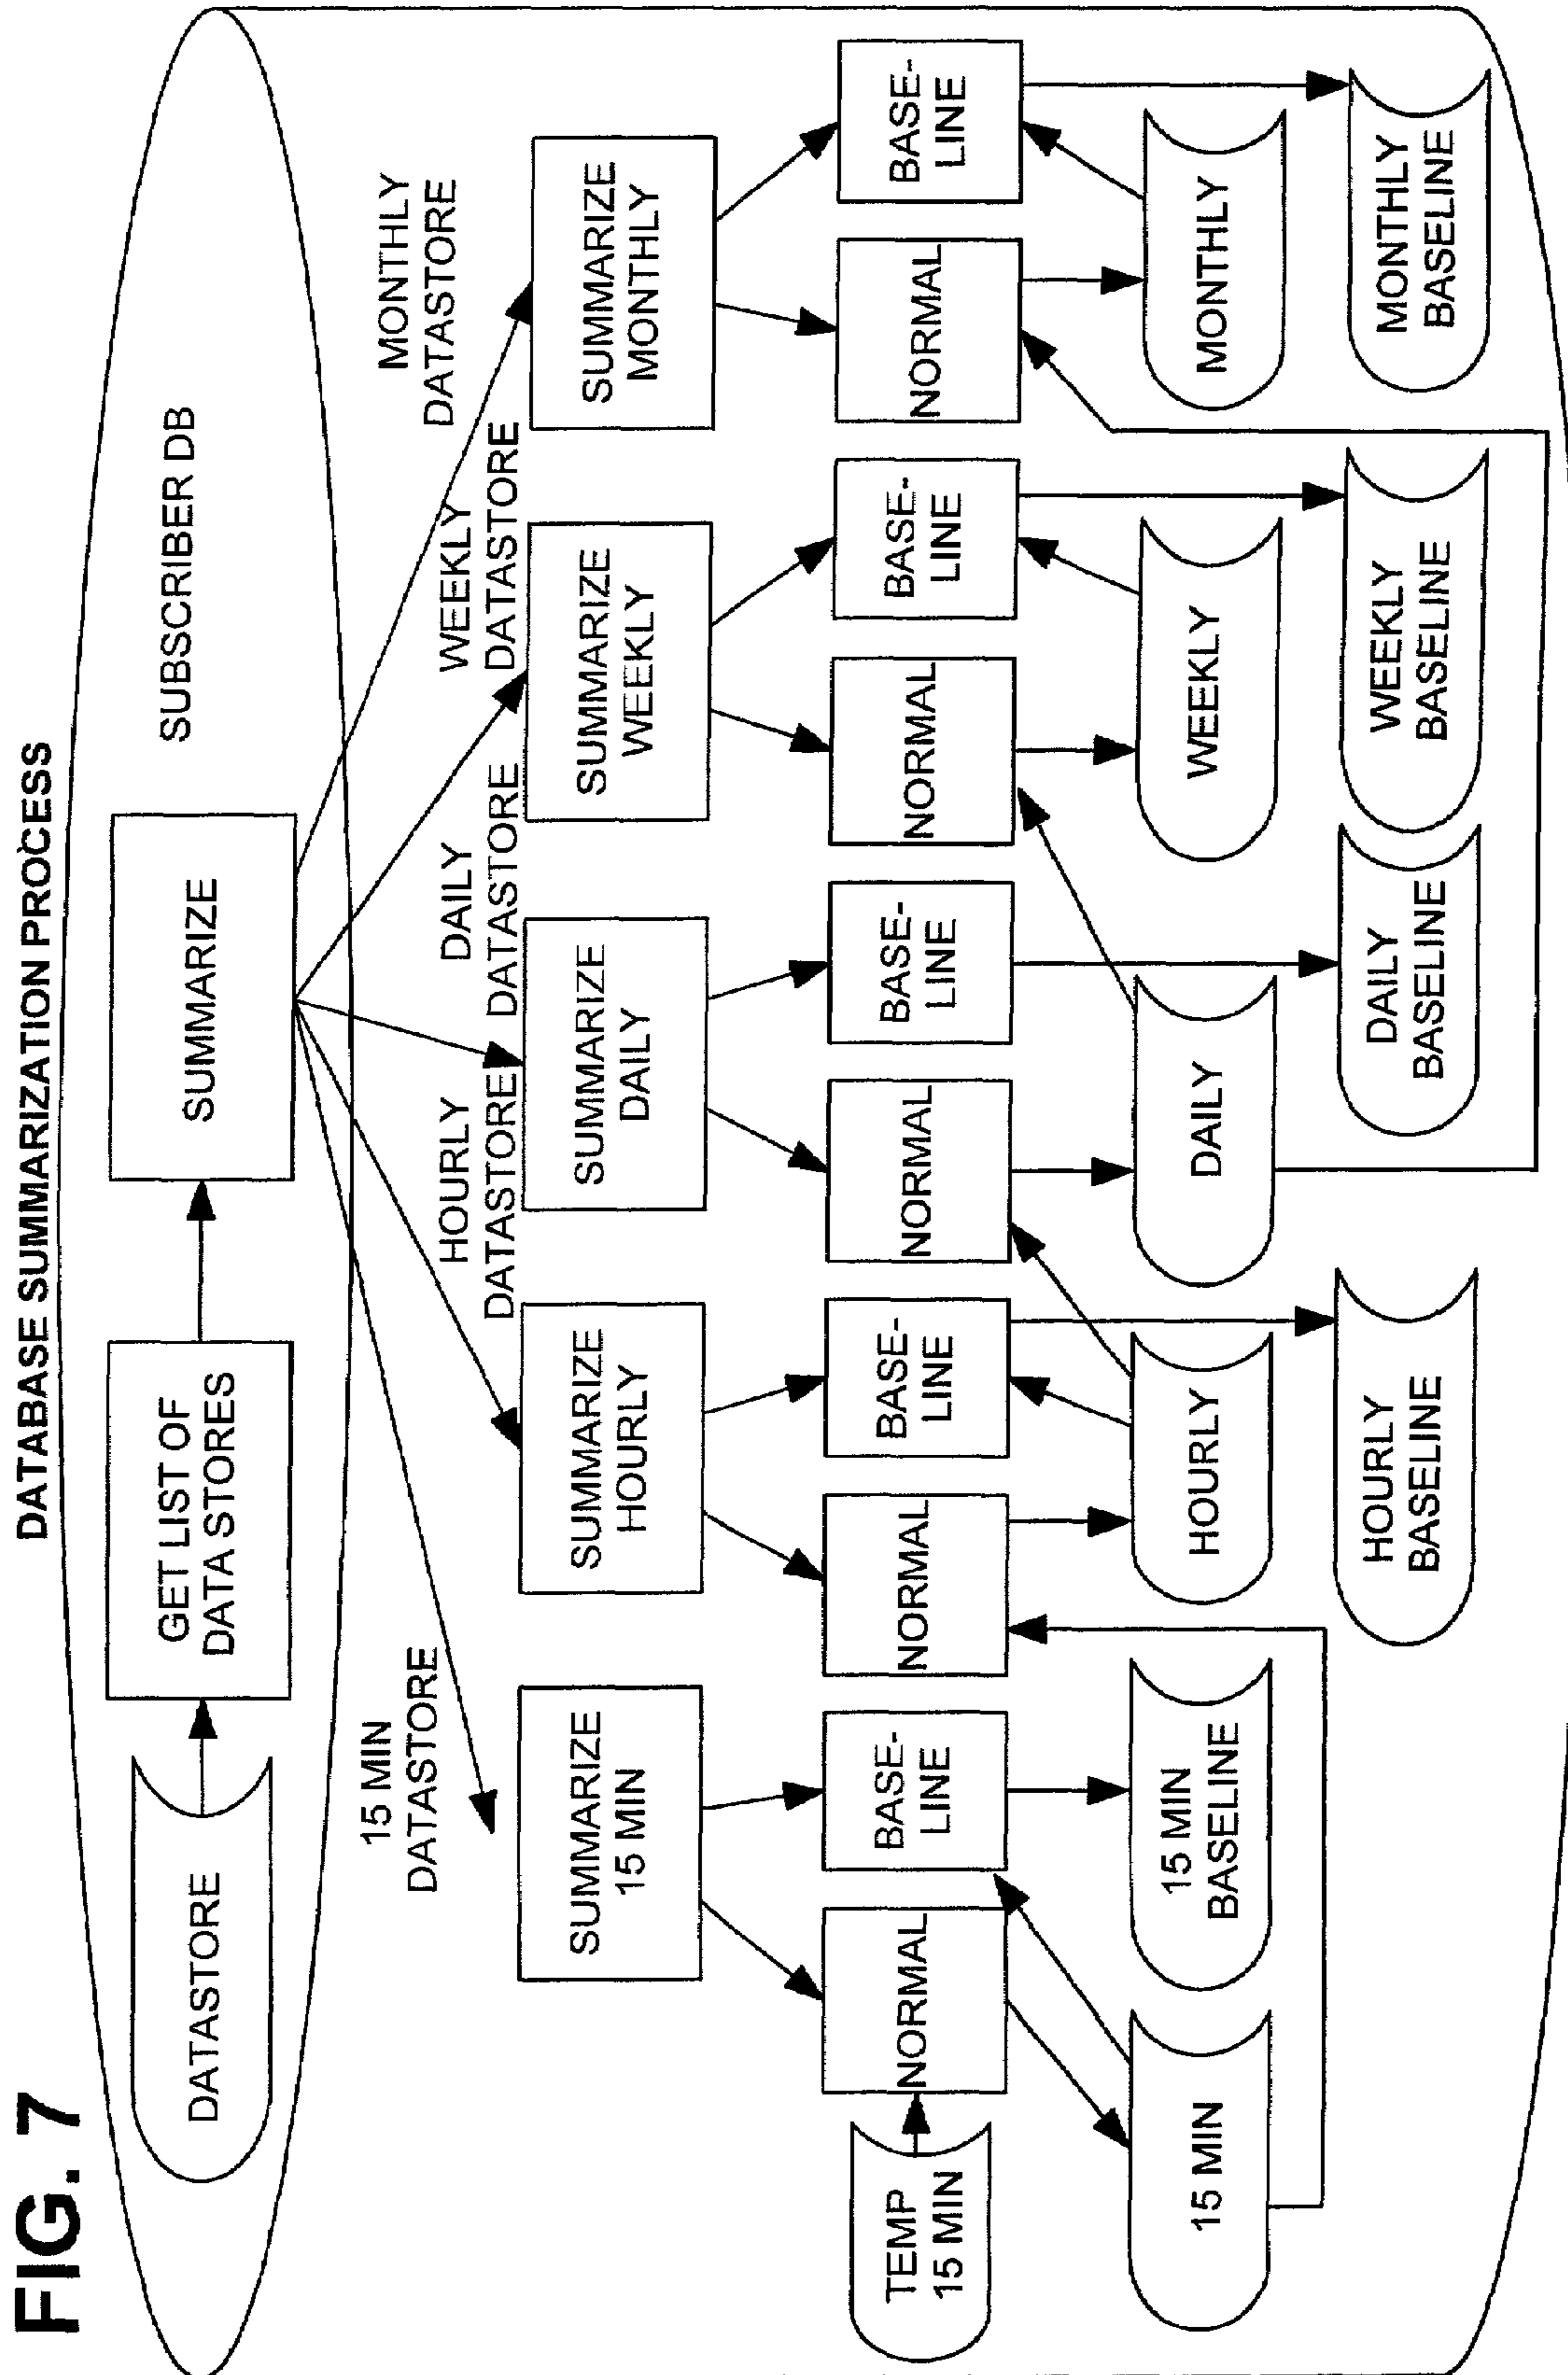 FIG. 7
DATABASE SUMMARIZATION PROCESS
DATASTORE
GET LIST OF
DATA STORES
SUMMARIZE
SUBSCRIBER DB
15 MIN
DATASTORE
HOURLY
DATASTORE
DAILY
DATASTORE
WEEKLY
DATASTORE
MONTHLY
DATASTORE
SUMMARIZE
15 MIN
SUMMARIZE
HOURLY
SUMMARIZE
DAILY
SUMMARIZE
WEEKLY
SUMMARIZE
MONTHLY
TEMP
15 MIN
NORMAL
BASE-
LINE
NORMAL
BASE-
LINE
NORMAL
BASE-
LINE
NORMAL
BASE-
LINE
NORMAL
BASE-
LINE
15 MIN
15 MIN
BASELINE
HOURLY
DAILY
WEEKLY
MONTHLY
HOURLY
BASELINE
DAILY
BASELINE
WEEKLY
BASELINE
MONTHLY
BASELINE